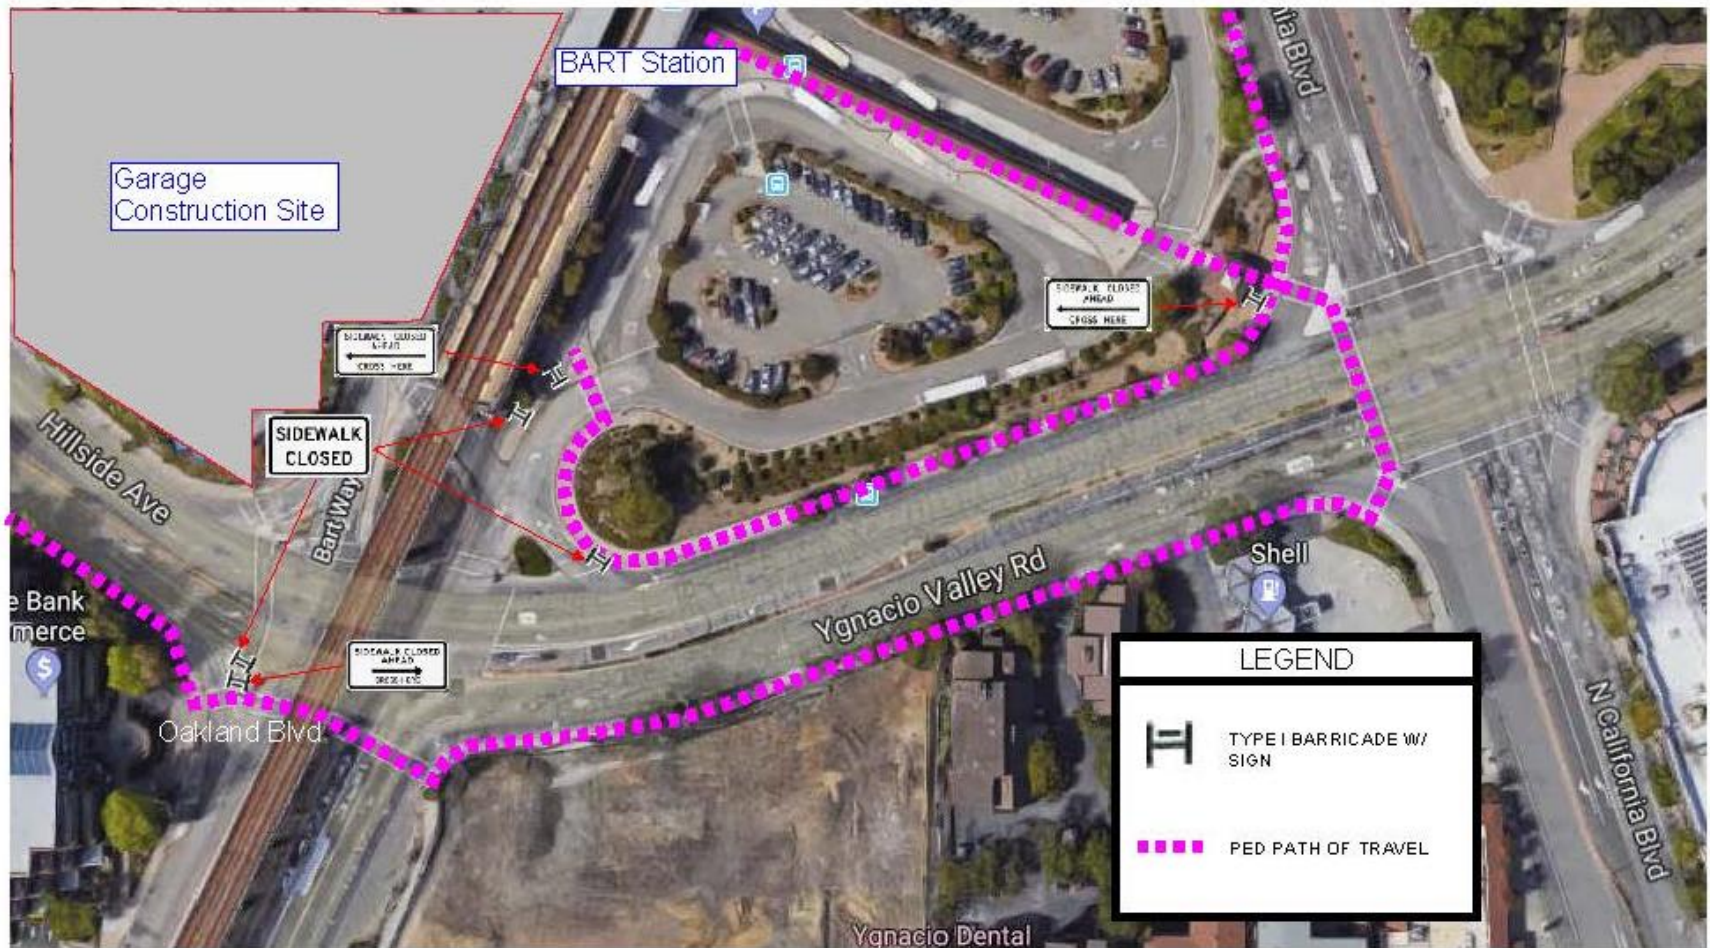 nia Blvd
BART Station
Garage
Construction Site
SIDEWALK CLOSED
AHEAD
CROSS HERE
SIDEWALK CLOSED
AHEAD
CROSS HERE
SIDEWALK
CLOSED
Hillside Ave
Bart Way
Ygnacio Valley Rd
Shell
e Bank
merce
$
SIDEWALK CLOSED
AHEAD
CROSS HERE
Oakland Blvd
LEGEND
TYPE I BARRICADE W/
SIGN
PED PATH OF TRAVEL
N California Blvd
Ygnacio Dental